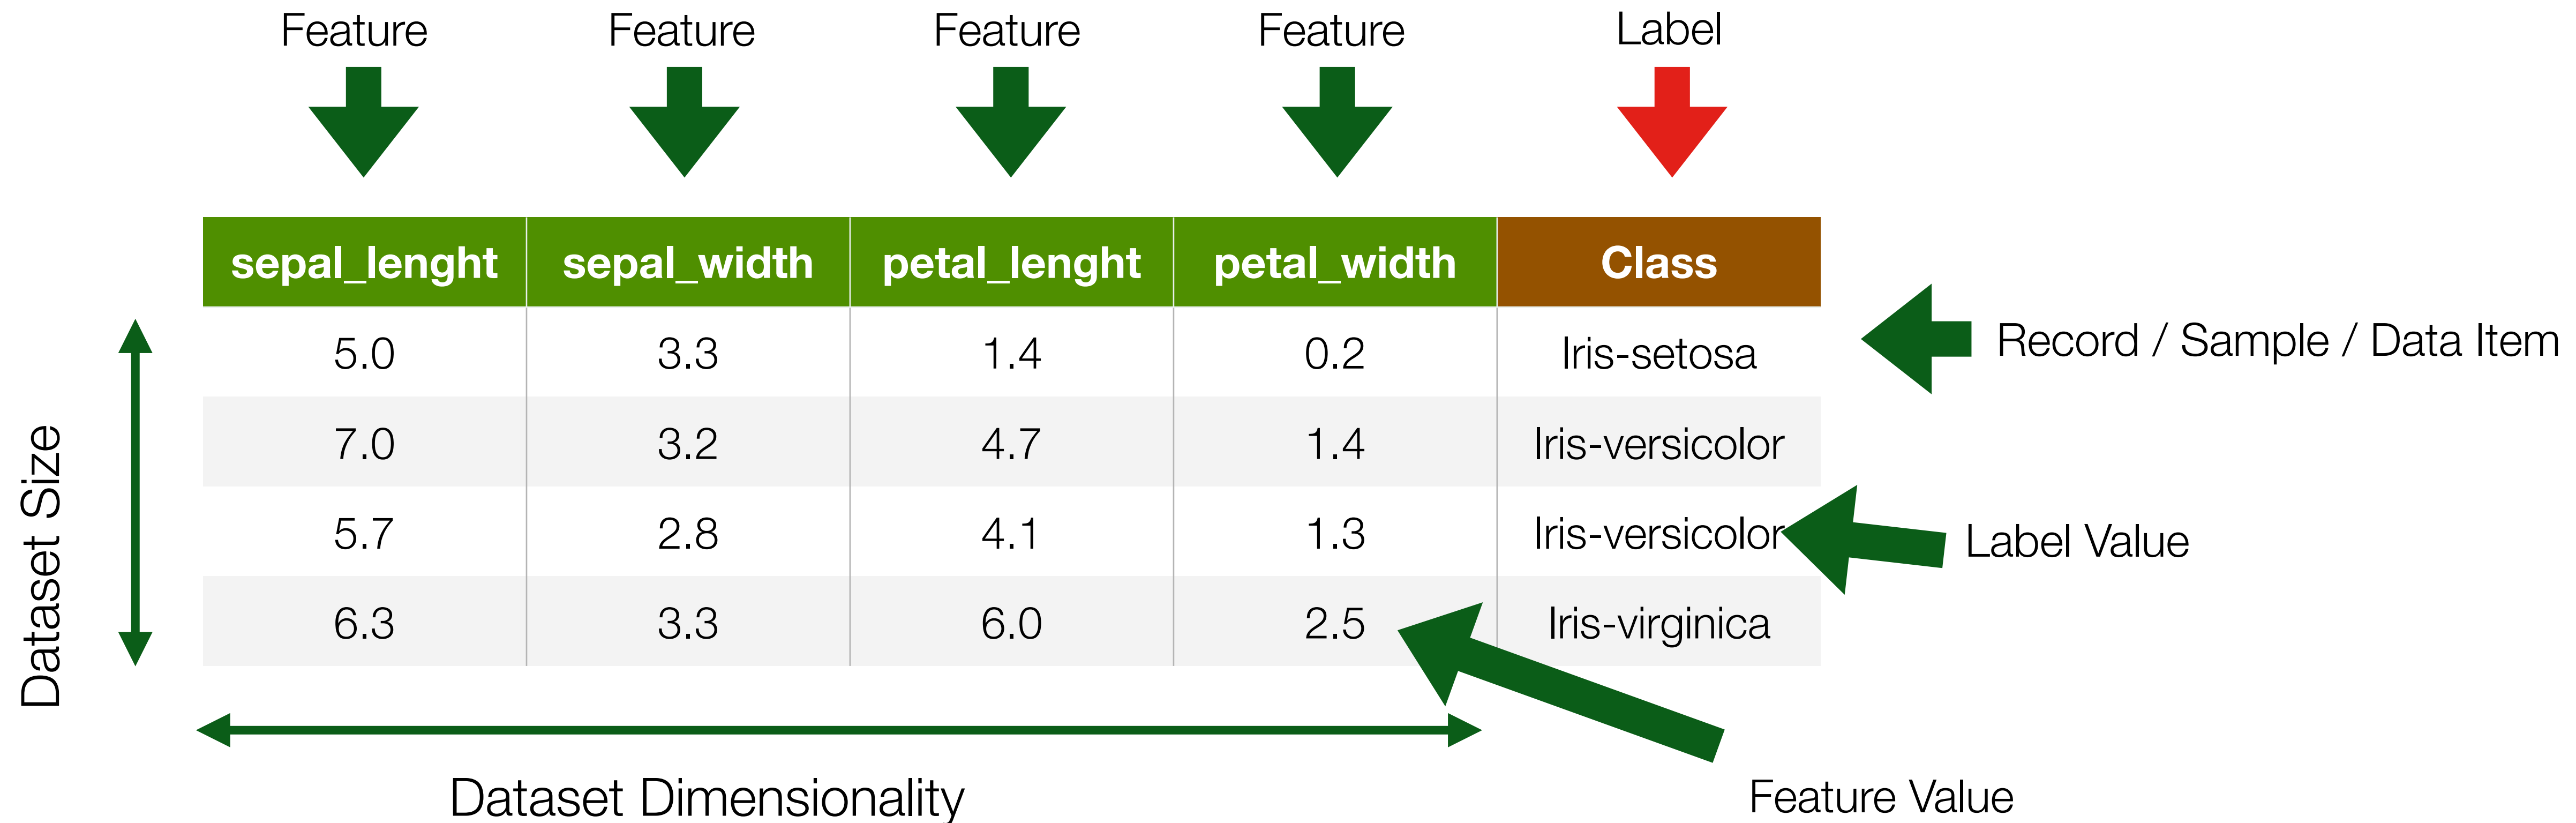 Feature Feature Feature Feature Label
sepal_lenght sepal_width petal_lenght petal_width Class
5.0 3.3 1.4 0.2 Iris-setosa
Record / Sample / Data Item
7.0 3.2 4.7 1.4 Iris-versicolor
5.7 2.8 4.1 1.3 Iris-versicolor
Label Value
6.3 3.3 6.0 2.5 Iris-virginica
Dataset Size
Dataset Dimensionality
Feature Value